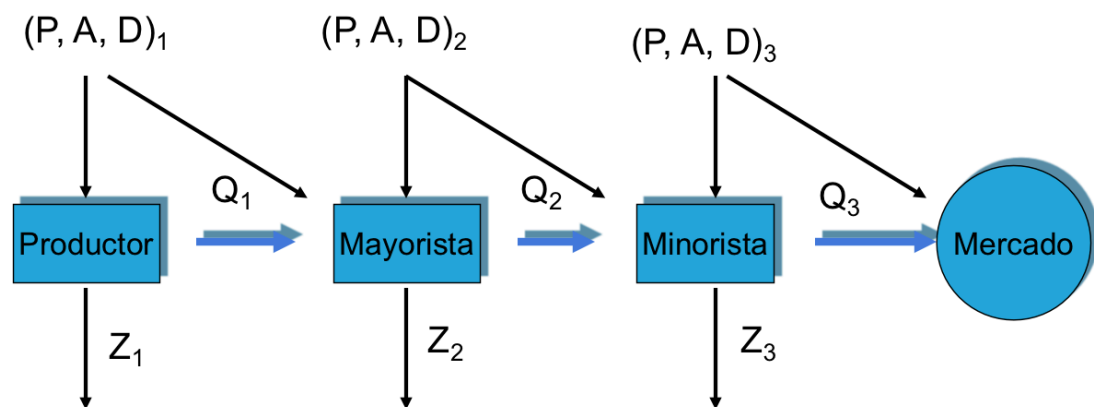 (P, A, D)₁
(P, A, D)₂
(P, A, D)₃
Q₁
Q₂
Q₃
Productor
Mayorista
Minorista
Mercado
Z₁
Z₂
Z₃